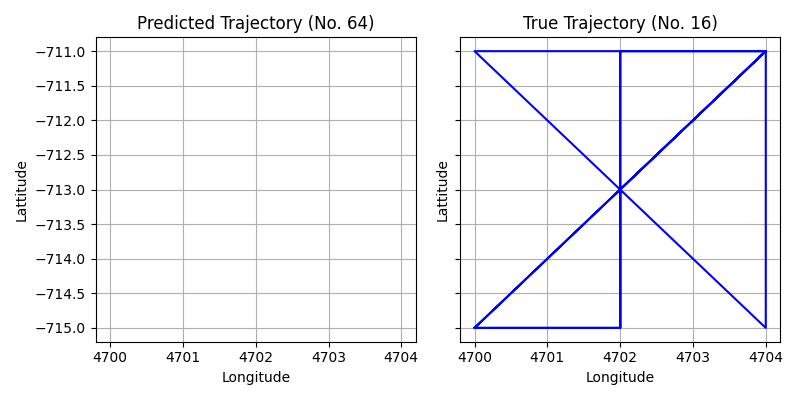 Predicted Trajectory (No. 64)
True Trajectory (No. 16)
−711.0
−711.5
−712.0
−712.5
−713.0
−713.5
−714.0
−714.5
−715.0
Lattitude
Lattitude
4700 4701 4702 4703 4704
4700 4701 4702 4703 4704
Longitude
Longitude